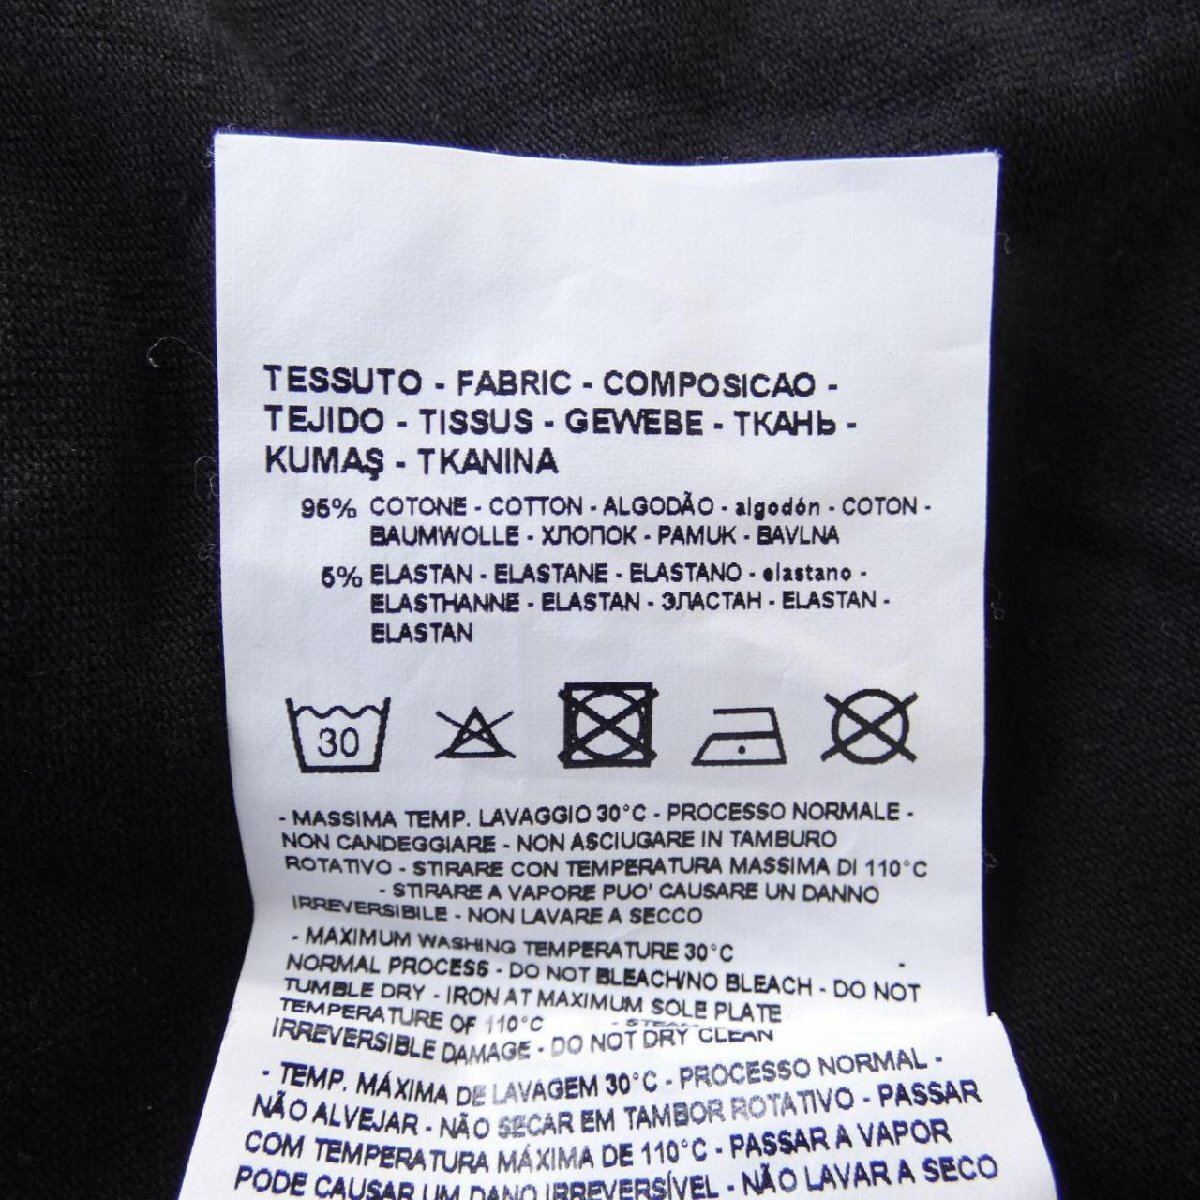 TESSUTO - FABRIC - COMPOSICAO -
TEJIDO - TISSUS - GEWEBE - ТКАНЬ -
KUMAŞ - TKANINA
95% COTONE - COTTON - ALGODÃO - algodón - COTON -
BAUMWOLLE - ХЛОПОК - PAMUK - BAVLNA
5% ELASTAN - ELASTANE - ELASTANO - elastano -
ELASTHANNE - ELASTAN - ЭЛАСТАН - ELASTAN -
ELASTAN
30
- MASSIMA TEMP. LAVAGGIO 30°C - PROCESSO NORMALE -
NON CANDEGGIARE - NON ASCIUGARE IN TAMBURO
ROTATIVO - STIRARE CON TEMPERATURA MASSIMA DI 110°C
- STIRARE A VAPORE PUO' CAUSARE UN DANNO
IRREVERSIBILE - NON LAVARE A SECCO
- MAXIMUM WASHING TEMPERATURE 30°C -
NORMAL PROCESS - DO NOT BLEACH/NO BLEACH - DO NOT
TUMBLE DRY - IRON AT MAXIMUM SOLE PLATE
TEMPERATURE OF 110°C - STEAM
IRREVERSIBLE DAMAGE - DO NOT DRY CLEAN
- TEMP. MÁXIMA DE LAVAGEM 30°C - PROCESSO NORMAL -
NÃO ALVEJAR - NÃO SECAR EM TAMBOR ROTATIVO - PASSAR
COM TEMPERATURA MÁXIMA DE 110°C - PASSAR A VAPOR
PODE CAUSAR UM DANO IRREVERSÍVEL - NÃO LAVAR A SECO